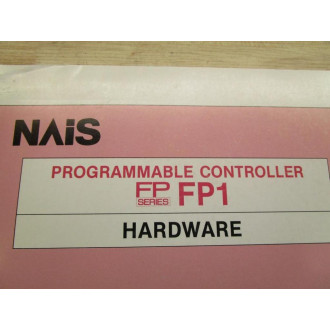 NAiS
PROGRAMMABLE CONTROLLER
FP SERIES FP1
HARDWARE